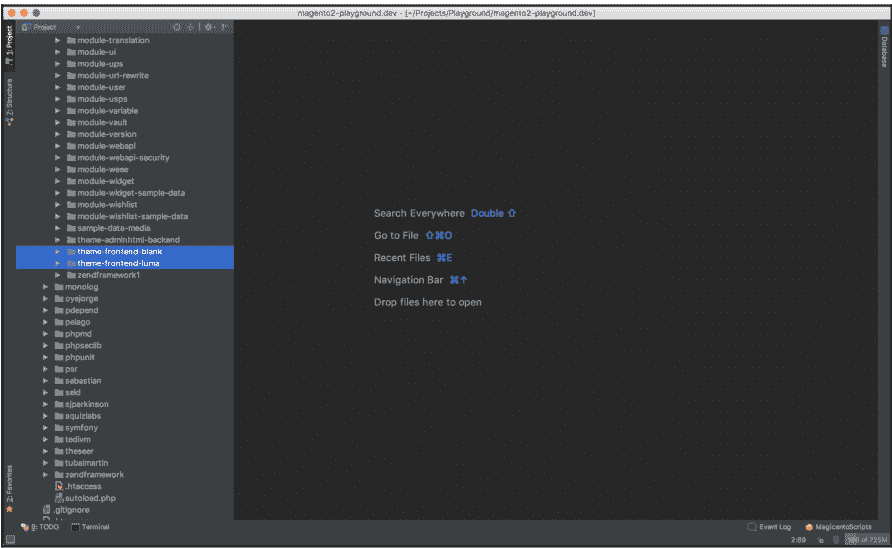 magento2-playground.dev - [~/Projects/Playground/magento2-playground.dev]
Project
1: Project
Z: Structure
2: Favorites
Database
module-translation
module-ui
module-ups
module-url-rewrite
module-user
module-usps
module-variable
module-vault
module-version
module-webapi
module-webapi-security
module-weee
module-widget
module-widget-sample-data
module-wishlist
module-wishlist-sample-data
sample-data-media
theme-adminhtml-backend
theme-frontend-blank
theme-frontend-luma
zendframework1
monolog
oyejorge
pdepend
pelago
phpmd
phpseclib
phpunit
psr
sebastian
seld
sjparkinson
squizlabs
symfony
tedivm
theseer
tubalmartin
zendframework
.htaccess
autoload.php
.gitignore
Search Everywhere Double ⇧
Go to File ⇧⌘O
Recent Files ⌘E
Navigation Bar ⌘↑
Drop files here to open
6: TODO
Terminal
Event Log
MagicentoScripts
2:89
of 725M